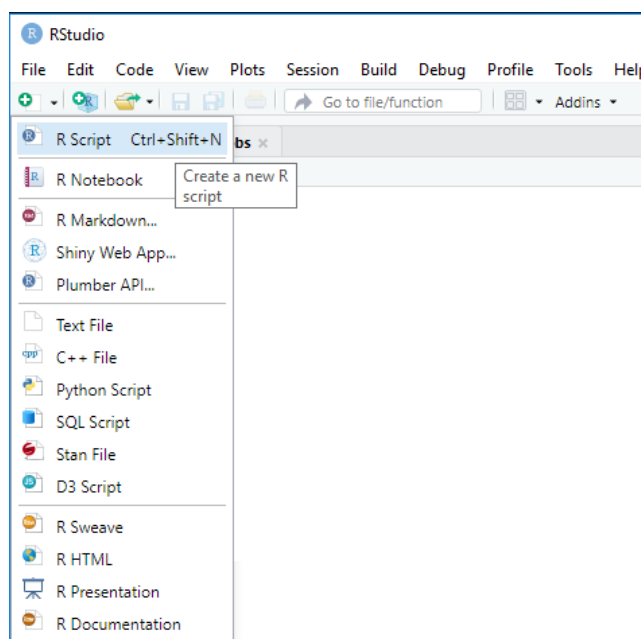 RStudio
File Edit Code View Plots Session Build Debug Profile Tools Help
Go to file/function Addins
R Script Ctrl+Shift+N
bs
R Notebook
Create a new R
script
R Markdown...
Shiny Web App...
Plumber API...
Text File
C++ File
Python Script
SQL Script
Stan File
D3 Script
R Sweave
R HTML
R Presentation
R Documentation